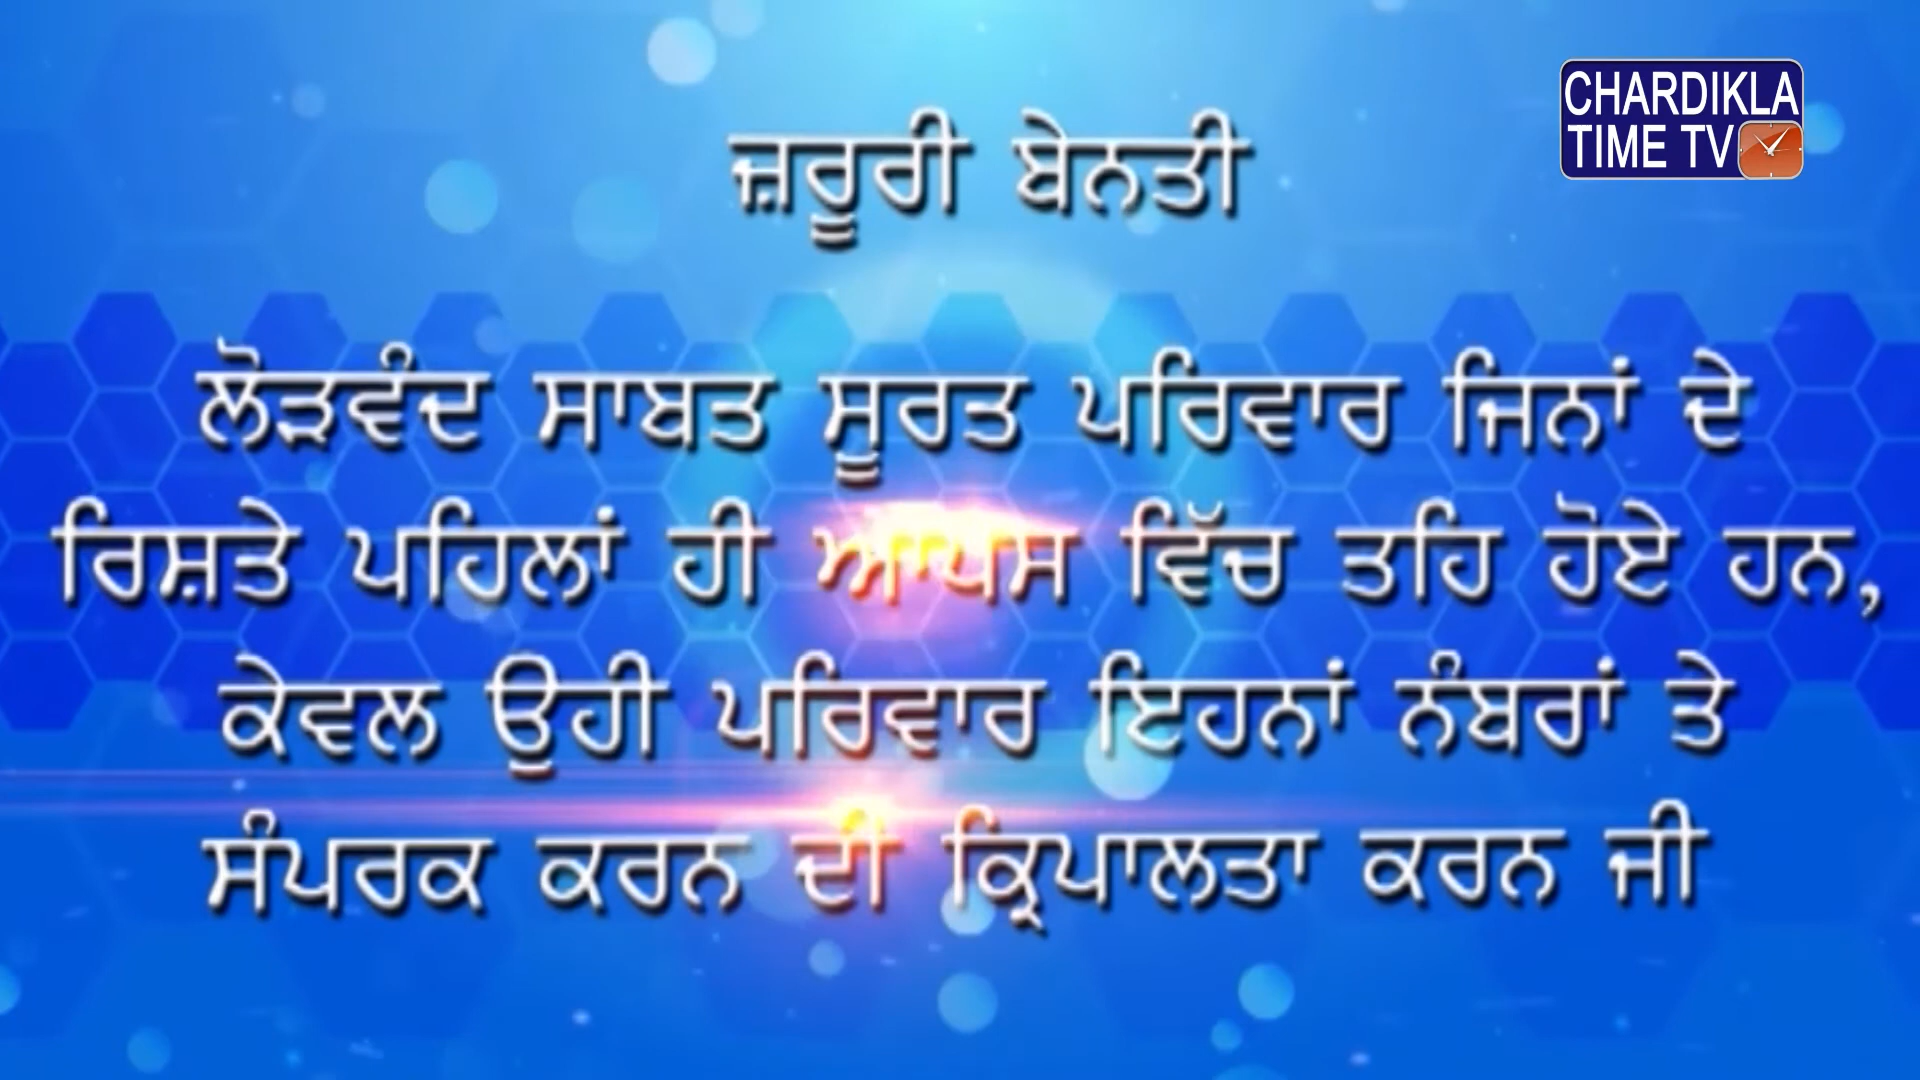 CHARDIKLA
TIME TV
ਜ਼ਰੂਰੀ ਬੇਨਤੀ
ਲੋੜਵੰਦ ਸਾਬਤ ਸੂਰਤ ਪਰਿਵਾਰ ਜਿਨਾਂ ਦੇ
ਰਿਸ਼ਤੇ ਪਹਿਲਾਂ ਹੀ ਆਪਸ ਵਿੱਚ ਤਹਿ ਹੋਏ ਹਨ,
ਕੇਵਲ ਉਹੀ ਪਰਿਵਾਰ ਇਹਨਾਂ ਨੰਬਰਾਂ ਤੇ
ਸੰਪਰਕ ਕਰਨ ਦੀ ਕ੍ਰਿਪਾਲਤਾ ਕਰਨ ਜੀ